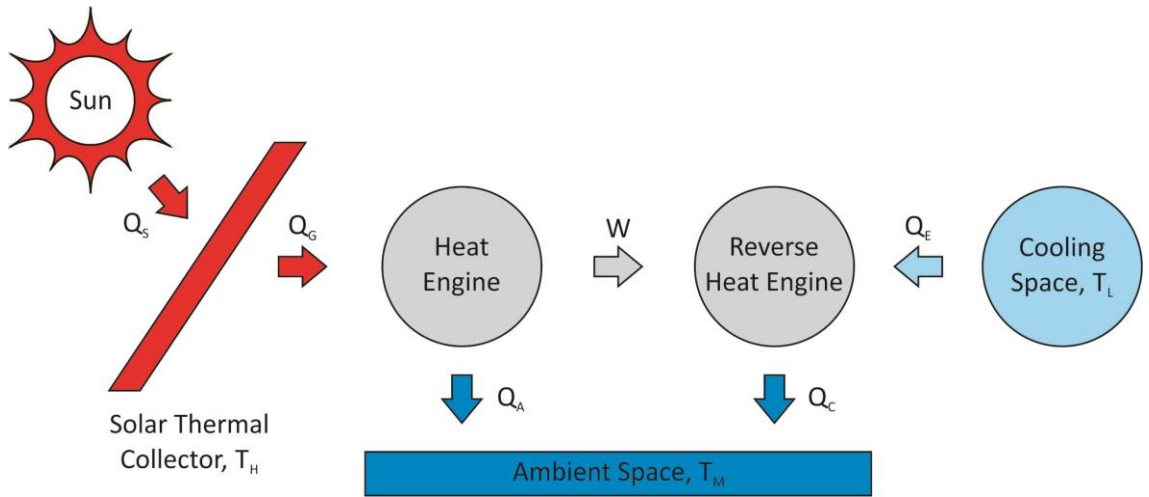 Sun
Q_S
Q_G
Heat
Engine
W
Reverse
Heat Engine
Q_E
Cooling
Space, T_L
Q_A
Q_C
Solar Thermal
Collector, T_H
Ambient Space, T_M